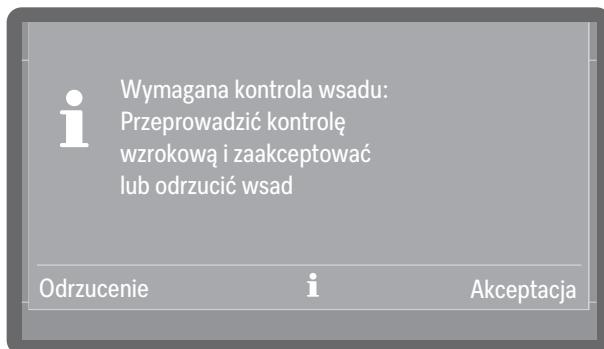 Wymagana kontrola wsadu:
Przeprowadzić kontrolę
wzrokową i zaakceptować
lub odrzucić wsad
Odrzucenie
Akceptacja